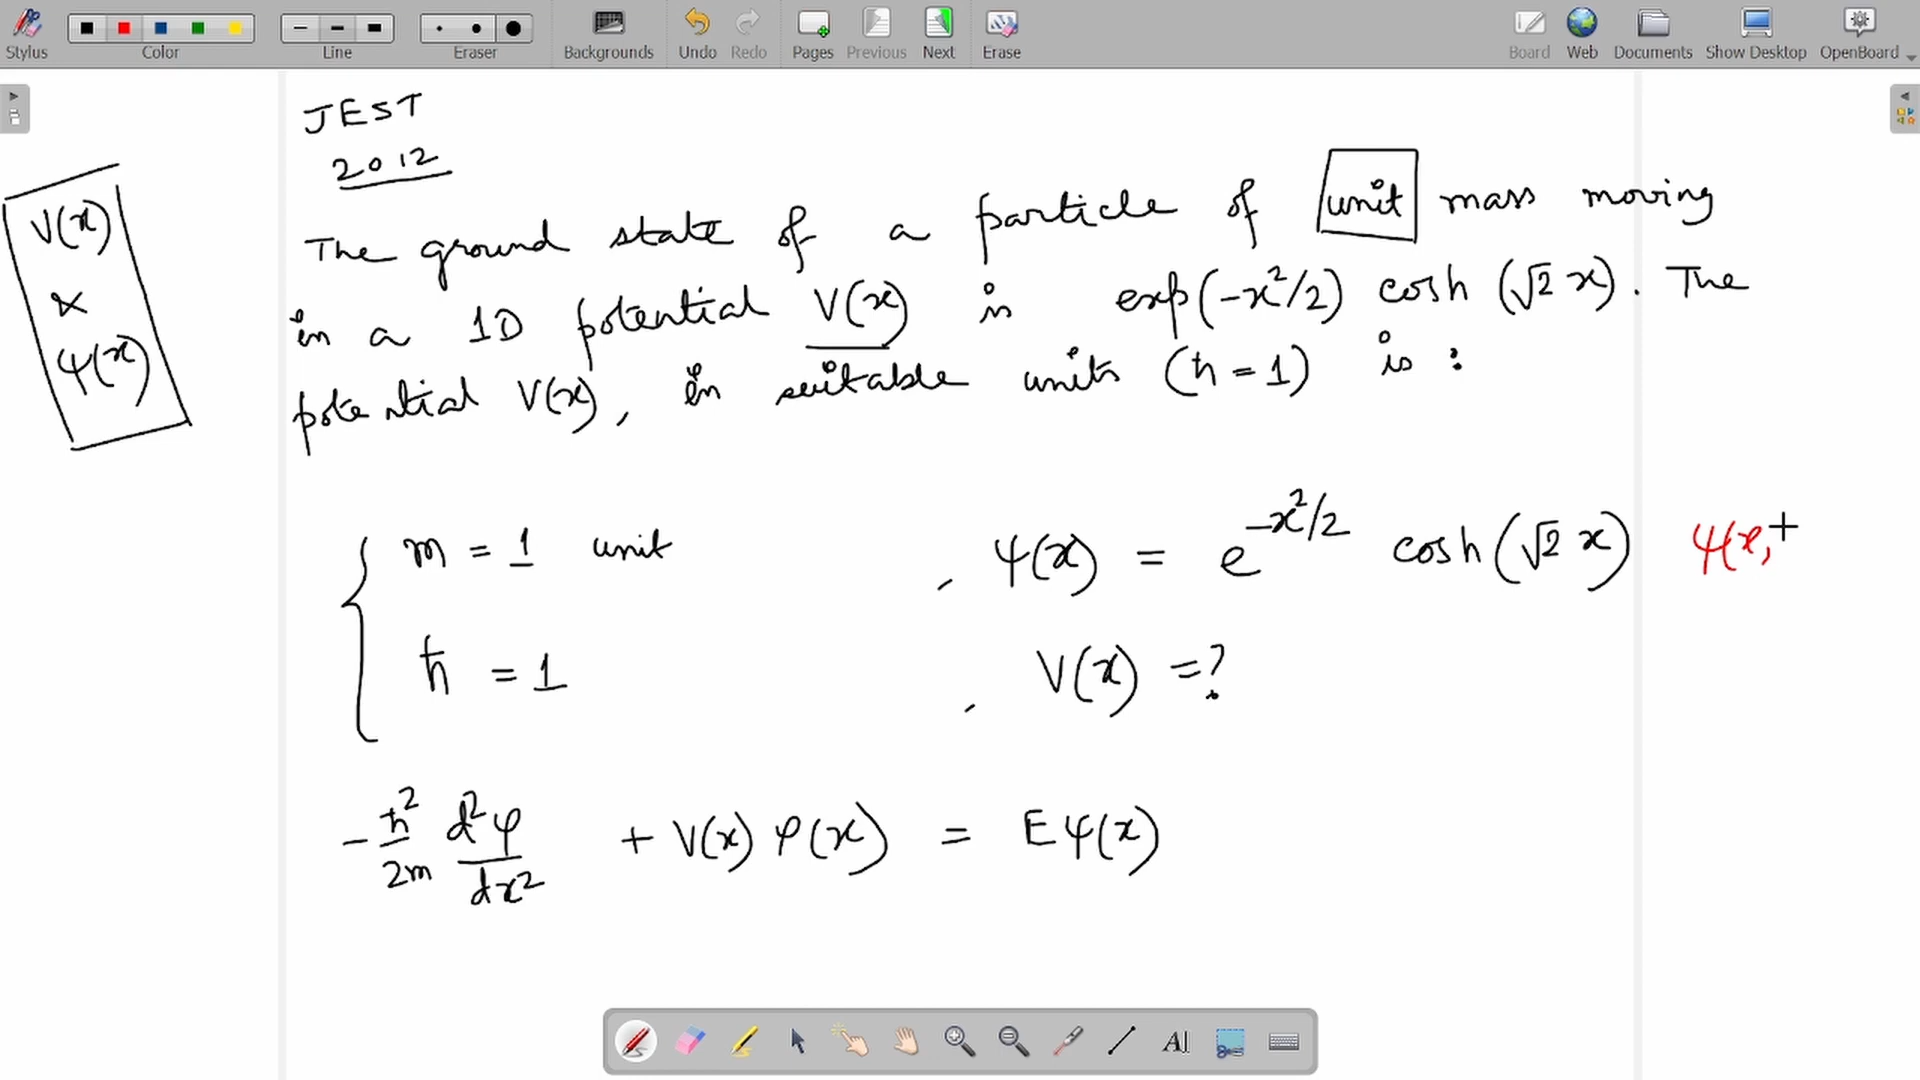 Stylus
Color
Line
Eraser
Backgrounds
Undo
Redo
Pages
Previous
Next
Erase
Board
Web
Documents
Show Desktop
OpenBoard
JEST
2012
V(x)
&
ψ(x)
The ground state of a particle of unit mass moving
in a 1D potential V(x) is exp(-x²/2) cosh (√2 x). The
potential V(x), in suitable units (ħ = 1) is :
m = 1 unit , ψ(x) = e^{-x²/2} cosh (√2 x) ψ(x,
ħ = 1 , V(x) = ?
-ħ²/2m d²φ/dx² + V(x) φ(x) = E ψ(x)